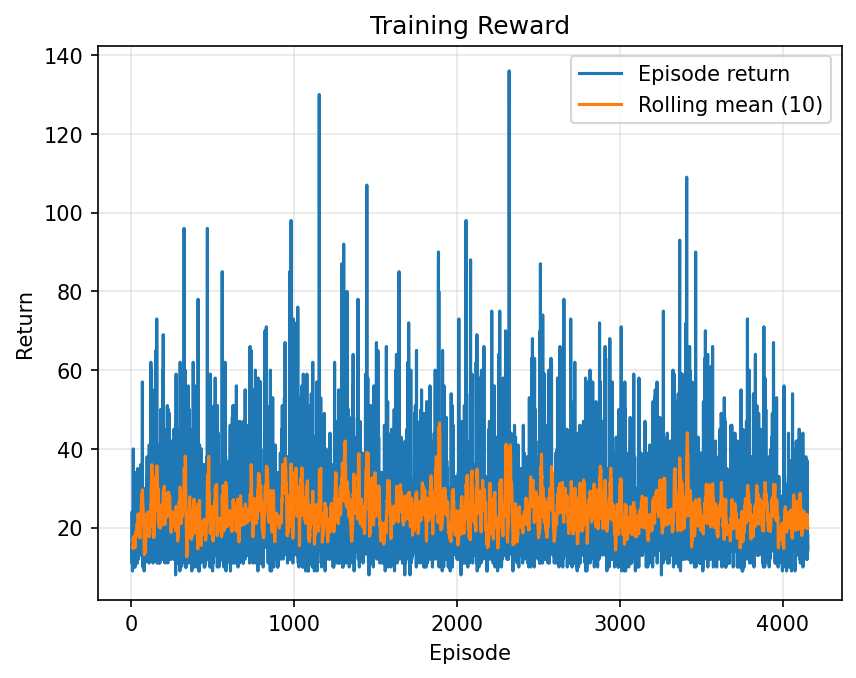 Training Reward
Episode return
Rolling mean (10)
Return
140
120
100
80
60
40
20
0
1000
2000
3000
4000
Episode